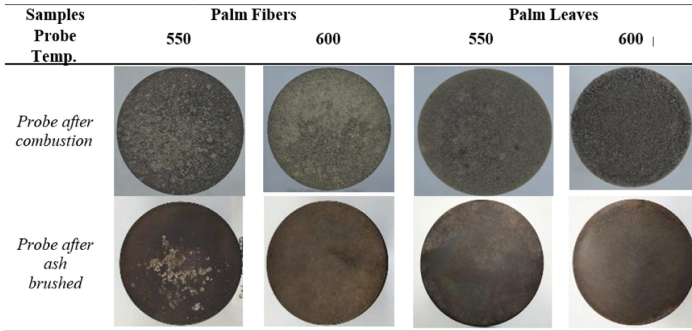 Samples Palm Fibers Palm Leaves
Probe Temp. 550 600 550 600
Probe after
combustion
Probe after
ash
brushed